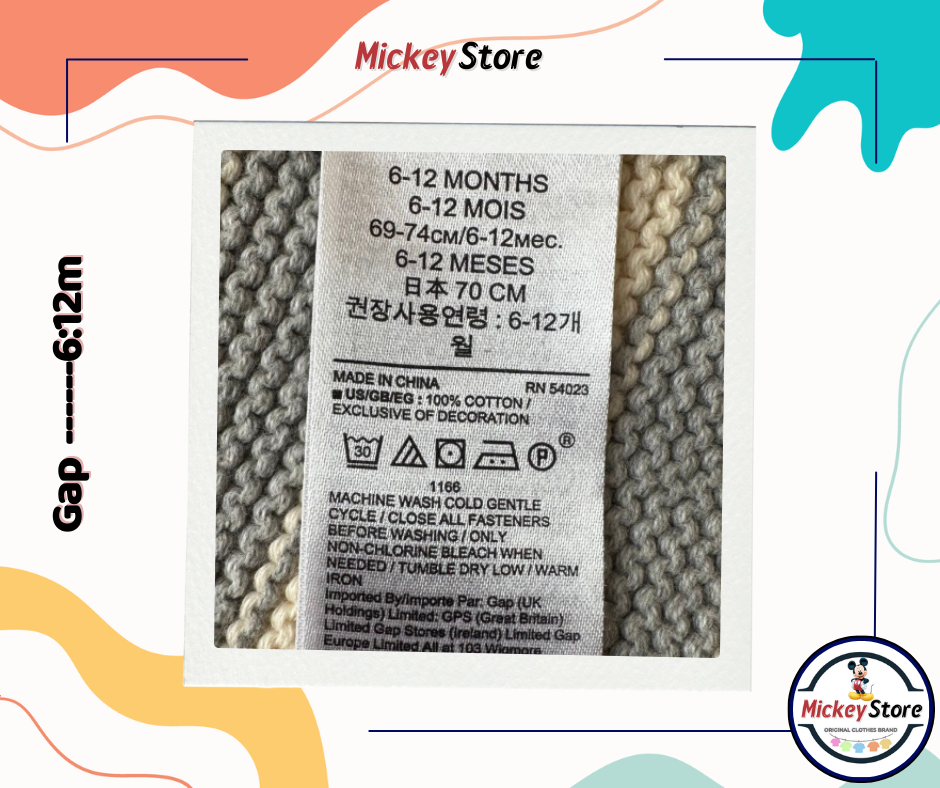 Mickey Store
Gap ------6:12m
6-12 MONTHS
6-12 MOIS
69-74см/6-12мес.
6-12 MESES
日本 70 CM
권장사용연령 : 6-12개
월
MADE IN CHINA RN 54023
■ US/GB/EG : 100% COTTON /
EXCLUSIVE OF DECORATION
30 P ®
1166
MACHINE WASH COLD GENTLE
CYCLE / CLOSE ALL FASTENERS
BEFORE WASHING / ONLY
NON-CHLORINE BLEACH WHEN
NEEDED / TUMBLE DRY LOW / WARM
IRON
Imported By/Importe Par: Gap (UK
Holdings) Limited: GPS (Great Britain)
Limited Gap Stores (Ireland) Limited Gap
Europe Limited All at 103 Wigmore
Mickey Store
ORIGINAL CLOTHES BRAND